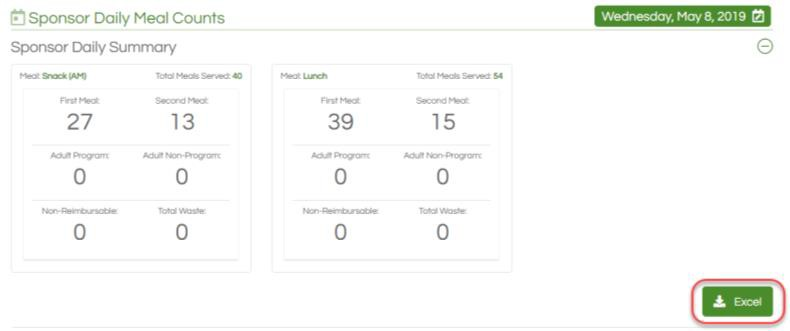 Sponsor Daily Meal Counts
Wednesday, May 8, 2019
Sponsor Daily Summary
Meal: Snack (AM) Total Meals Served: 40
First Meal: Second Meal:
27 13
Adult Program: Adult Non-Program:
0 0
Non-Reimbursable: Total Waste:
0 0
Meal: Lunch Total Meals Served: 54
First Meal: Second Meal:
39 15
Adult Program: Adult Non-Program:
0 0
Non-Reimbursable: Total Waste:
0 0
Excel